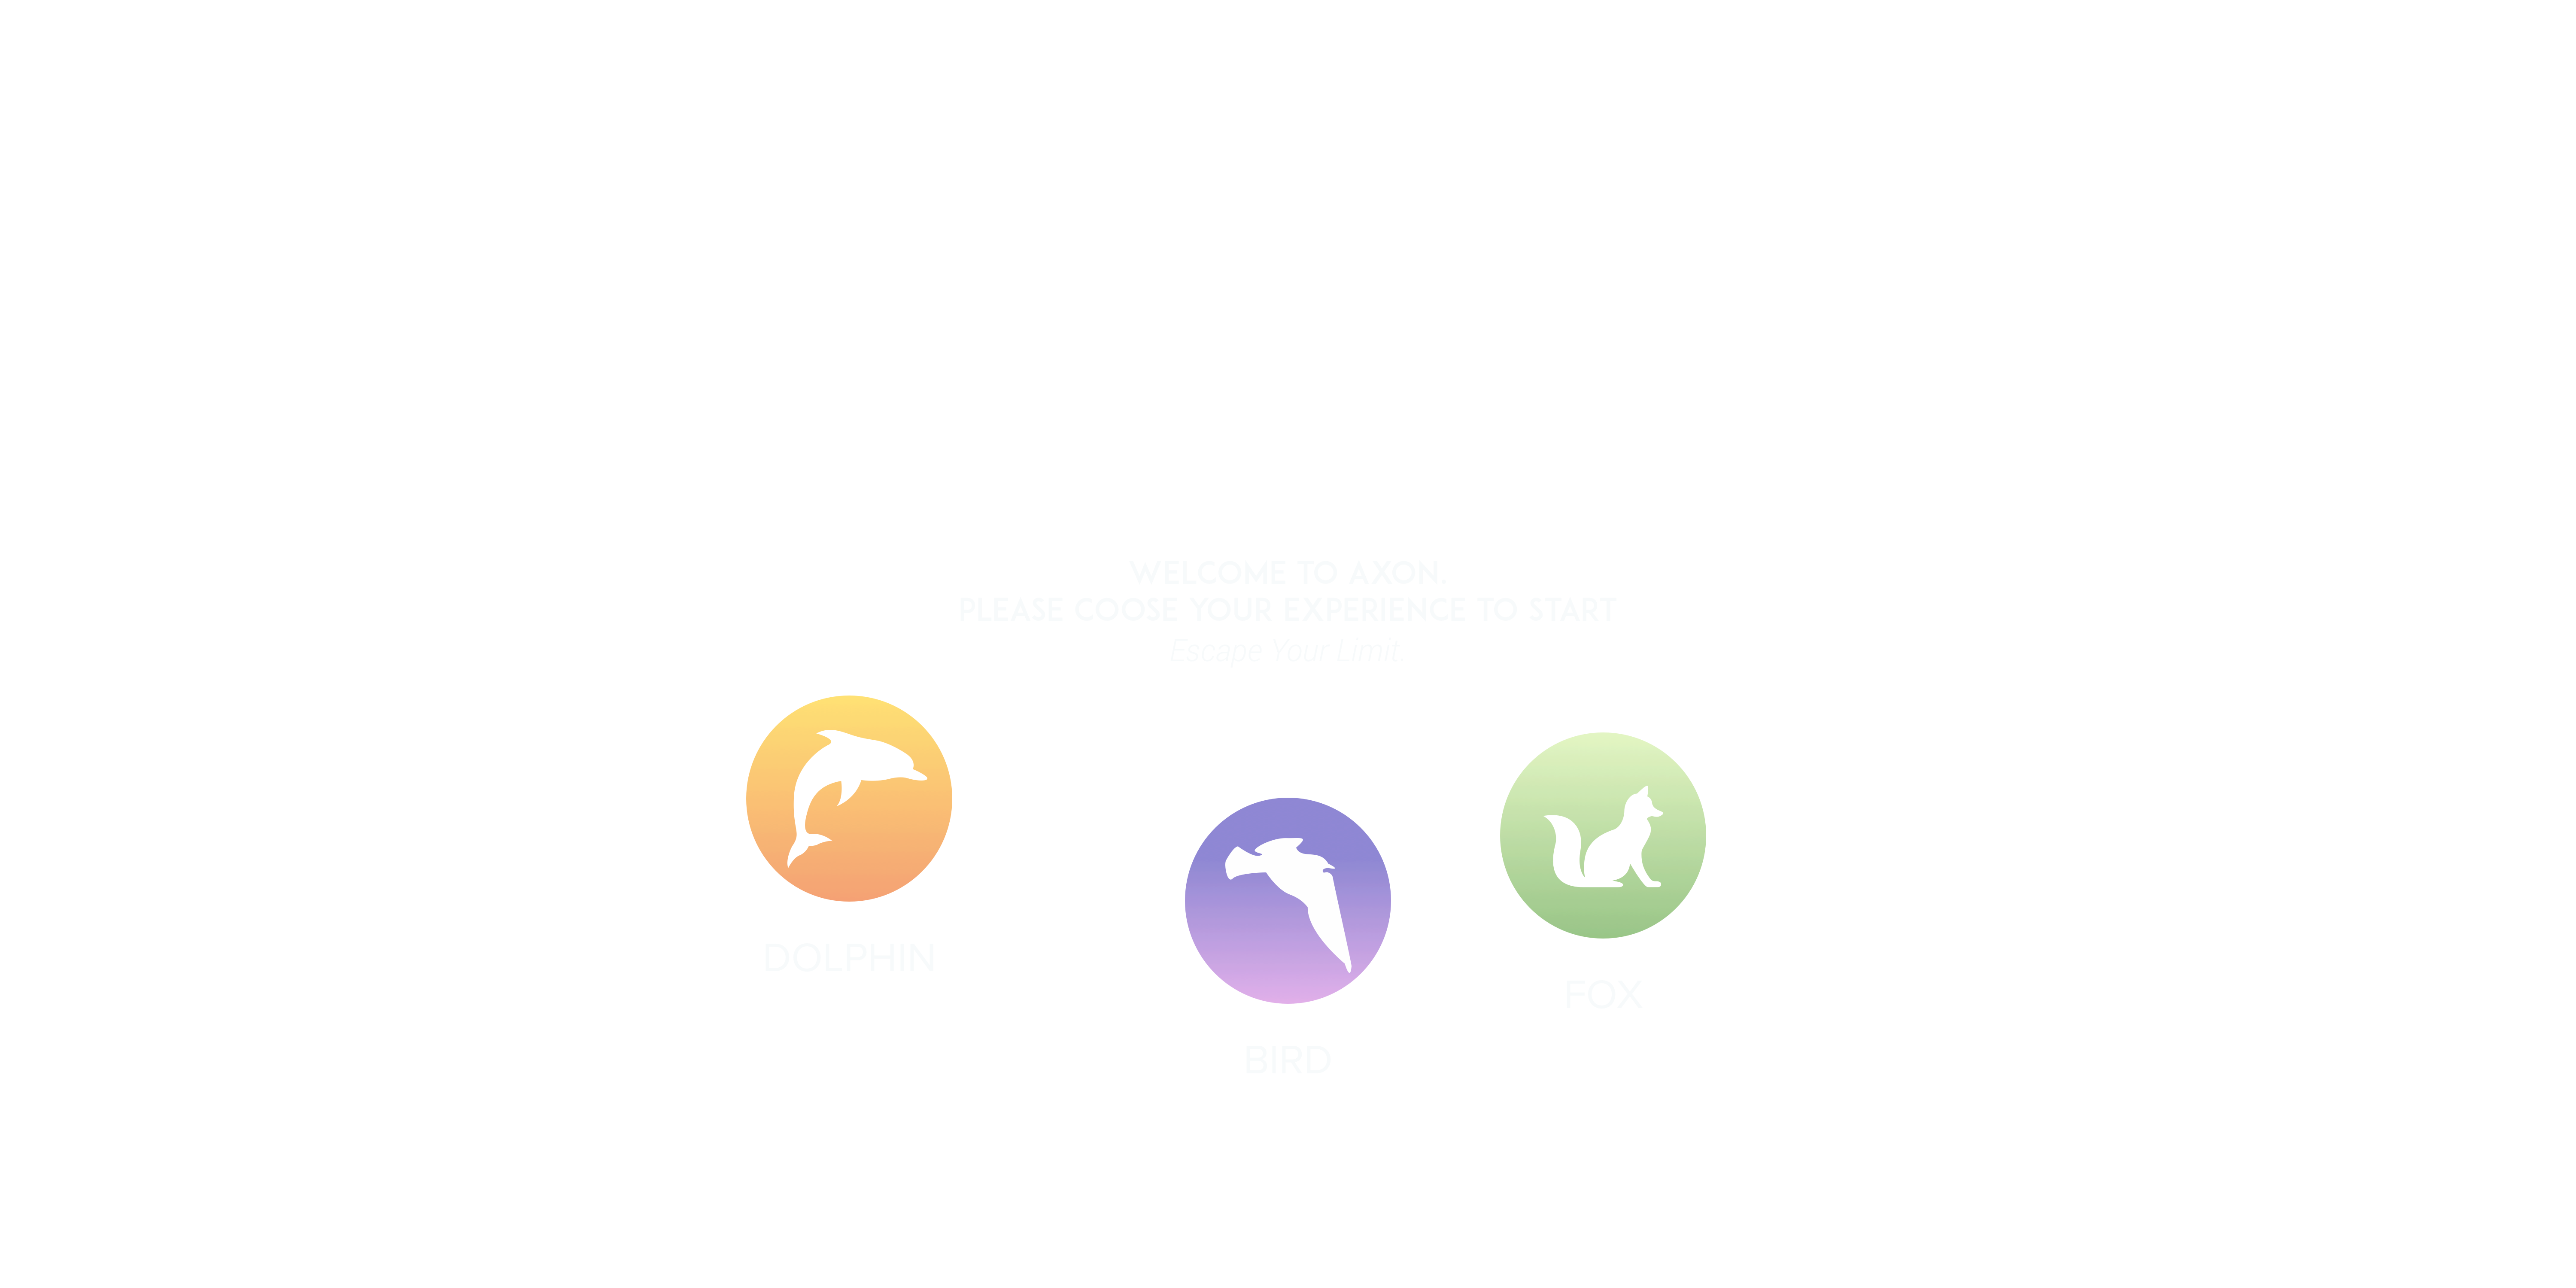 WELCOME TO AXON.
PLEASE COOSE YOUR EXPERIENCE TO START
Escape Your Limit.
DOLPHIN
BIRD
FOX